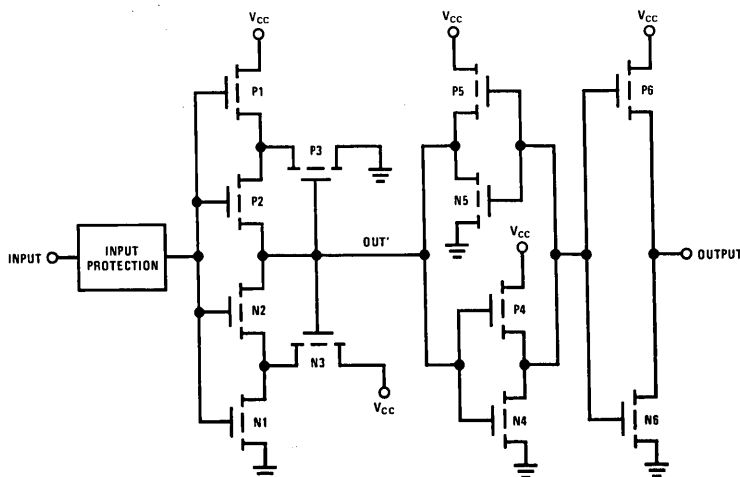 VCC
VCC
VCC
P1
P5
P6
P3
P2
N5
VCC
INPUT
INPUT
PROTECTION
OUT'
OUTPUT
P4
N2
N3
VCC
N1
N4
N6